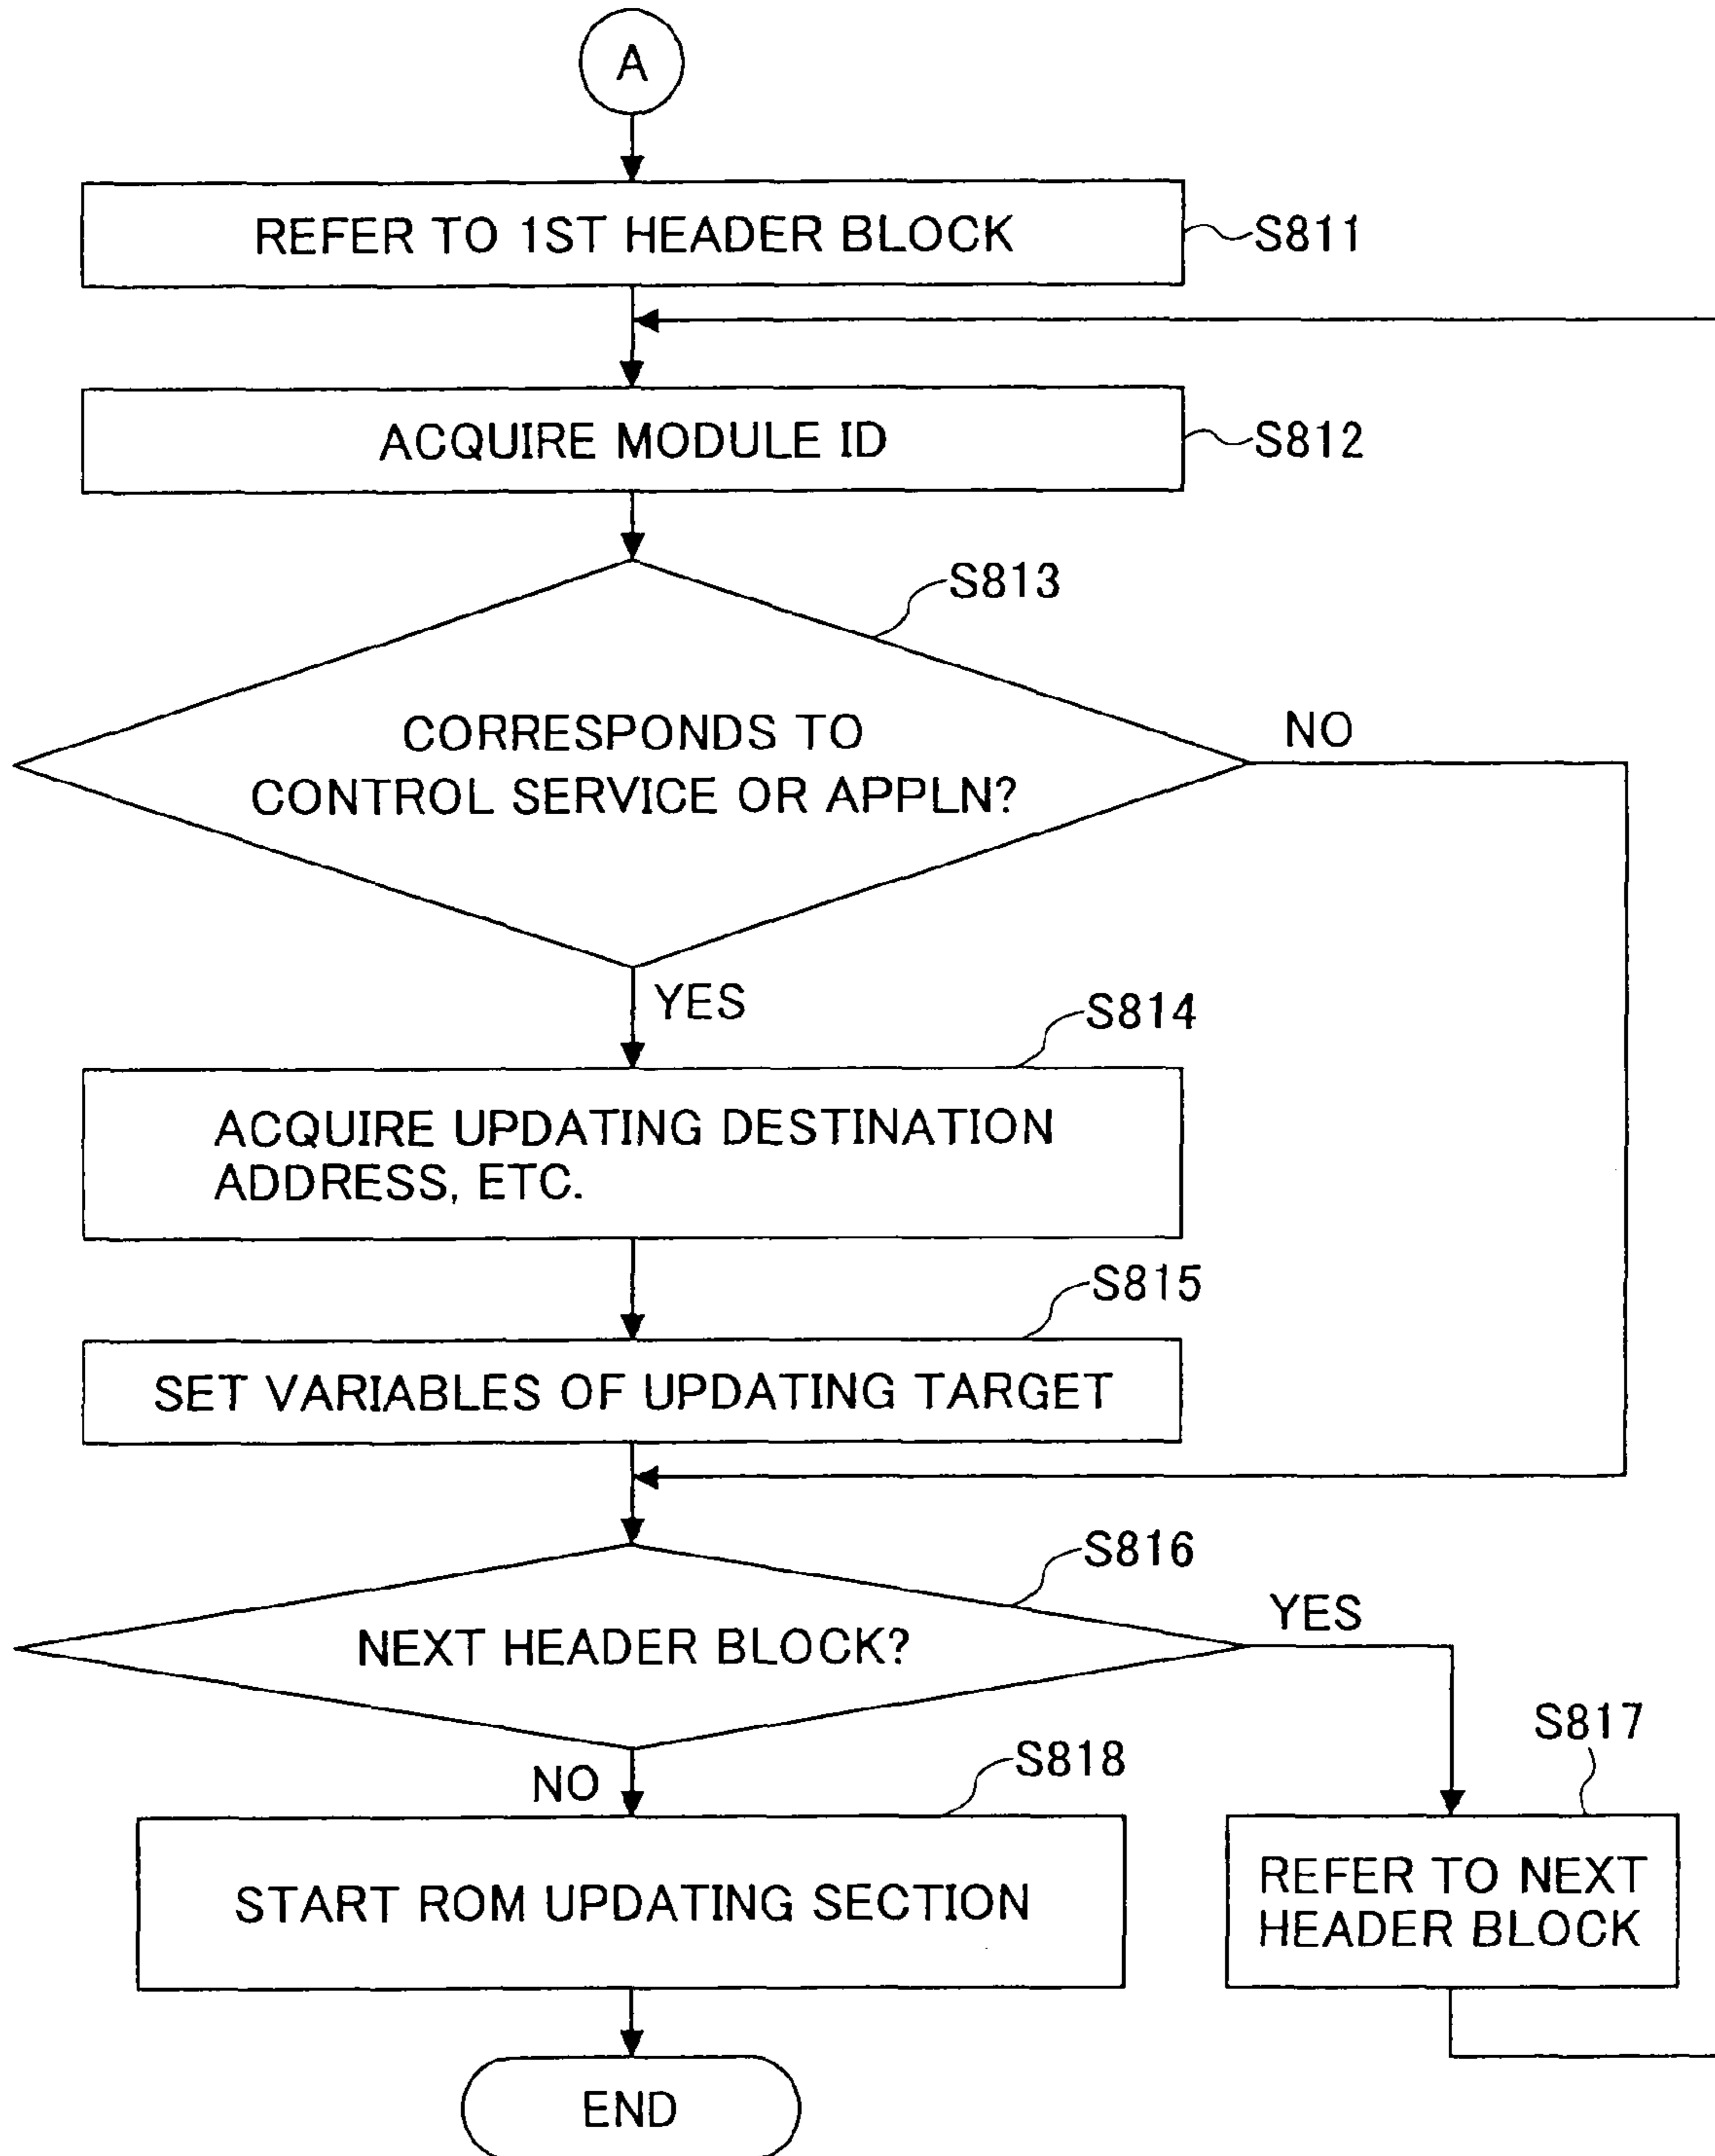 A
REFER TO 1ST HEADER BLOCK
S811
ACQUIRE MODULE ID
S812
S813
CORRESPONDS TO
CONTROL SERVICE OR APPLN?
NO
YES
S814
ACQUIRE UPDATING DESTINATION
ADDRESS, ETC.
S815
SET VARIABLES OF UPDATING TARGET
S816
NEXT HEADER BLOCK?
YES
NO
S818
S817
START ROM UPDATING SECTION
REFER TO NEXT
HEADER BLOCK
END